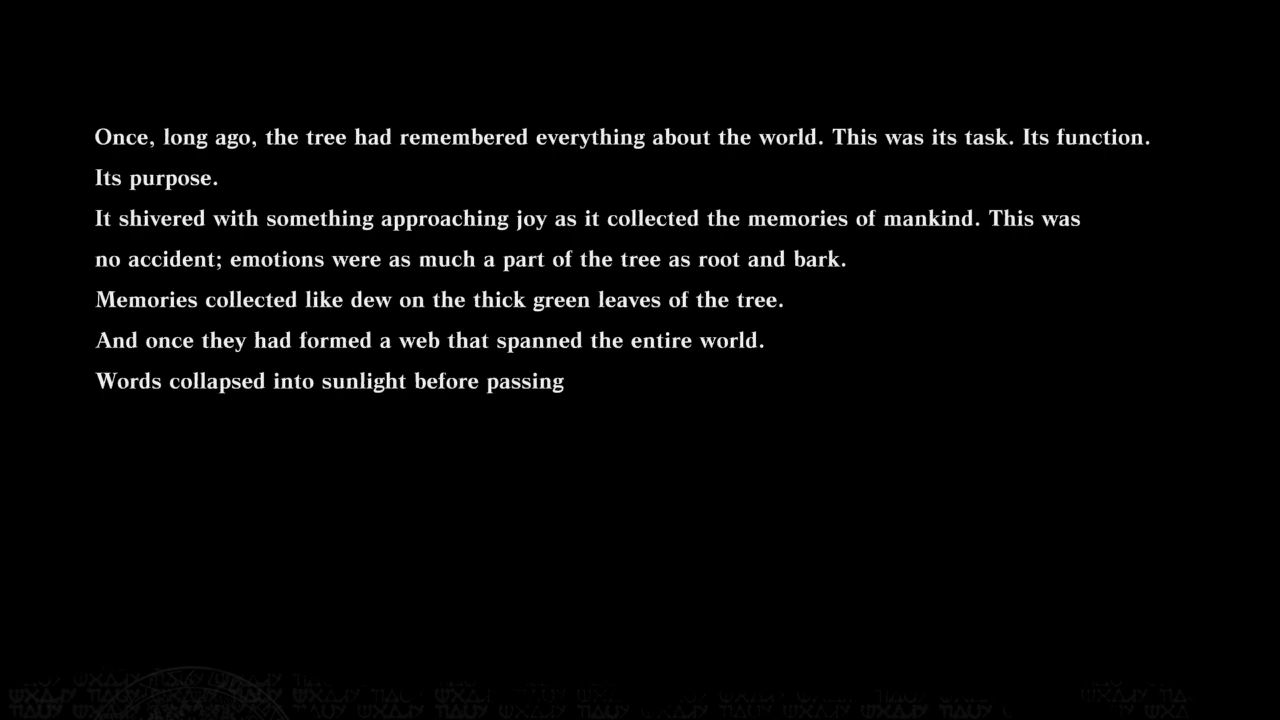 Once, long ago, the tree had remembered everything about the world. This was its task. Its function.
Its purpose.
It shivered with something approaching joy as it collected the memories of mankind. This was
no accident; emotions were as much a part of the tree as root and bark.
Memories collected like dew on the thick green leaves of the tree.
And once they had formed a web that spanned the entire world.
Words collapsed into sunlight before passing